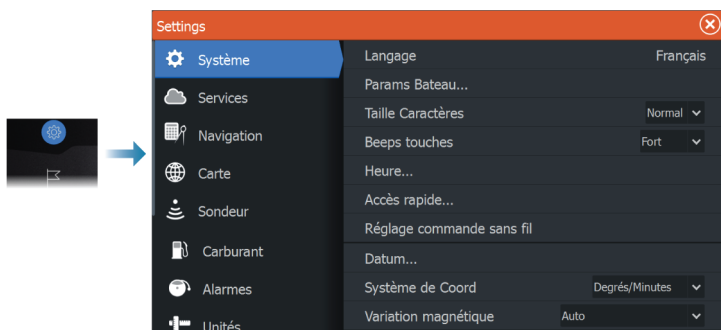 Settings
Système
Services
Navigation
Carte
Sondeur
Carburant
Alarmes
Unités
Langage Français
Params Bateau...
Taille Caractères Normal
Beeps touches Fort
Heure...
Accès rapide...
Réglage commande sans fil
Datum...
Système de Coord Degrés/Minutes
Variation magnétique Auto